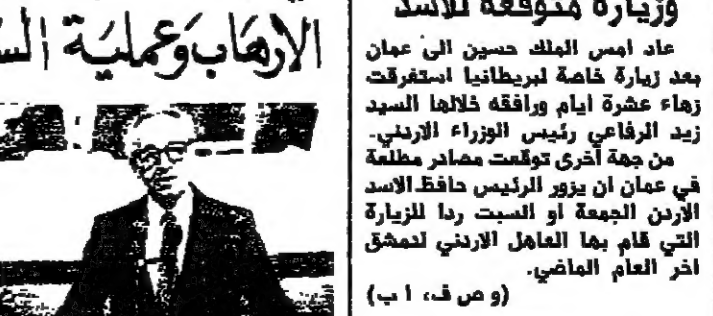 وزيارة متوقعة للاسد
عاد امس الملك حسين الى عمان
بعد زيارة خاصة لبريطانيا استغرقت
زهاء عشرة ايام ورافقه خلالها السيد
زيد الرفاعي رئيس الوزراء الاردني.
من جهة أخرى توقعت مصادر مطلعة
في عمان ان يزور الرئيس حافظ الاسد
الاردن الجمعة او السبت ردا للزيارة
التي قام بها العاهل الاردني لدمشق
اخر العام الماضي.
(و ص ف، ا ب)
الارهاب وعملية